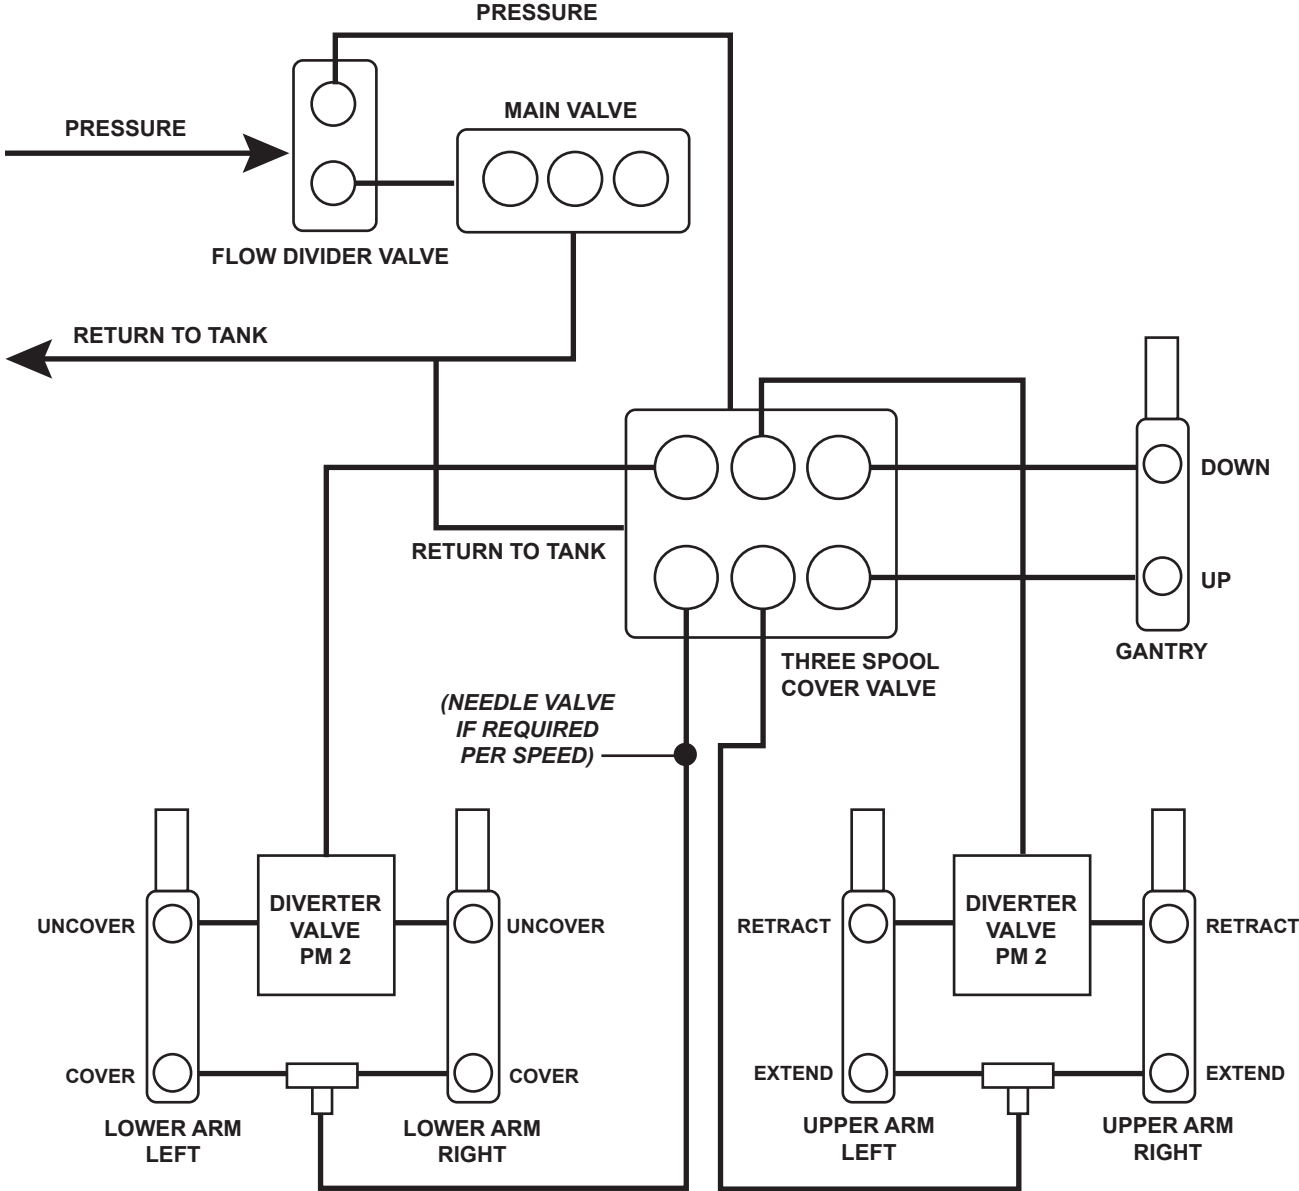 PRESSURE
MAIN VALVE
PRESSURE
FLOW DIVIDER VALVE
RETURN TO TANK
DOWN
RETURN TO TANK
UP
GANTRY
THREE SPOOL
COVER VALVE
(NEEDLE VALVE
IF REQUIRED
PER SPEED)
UNCOVER
DIVERTER
VALVE
PM 2
UNCOVER
COVER
COVER
LOWER ARM
LEFT
LOWER ARM
RIGHT
RETRACT
DIVERTER
VALVE
PM 2
RETRACT
EXTEND
EXTEND
UPPER ARM
LEFT
UPPER ARM
RIGHT